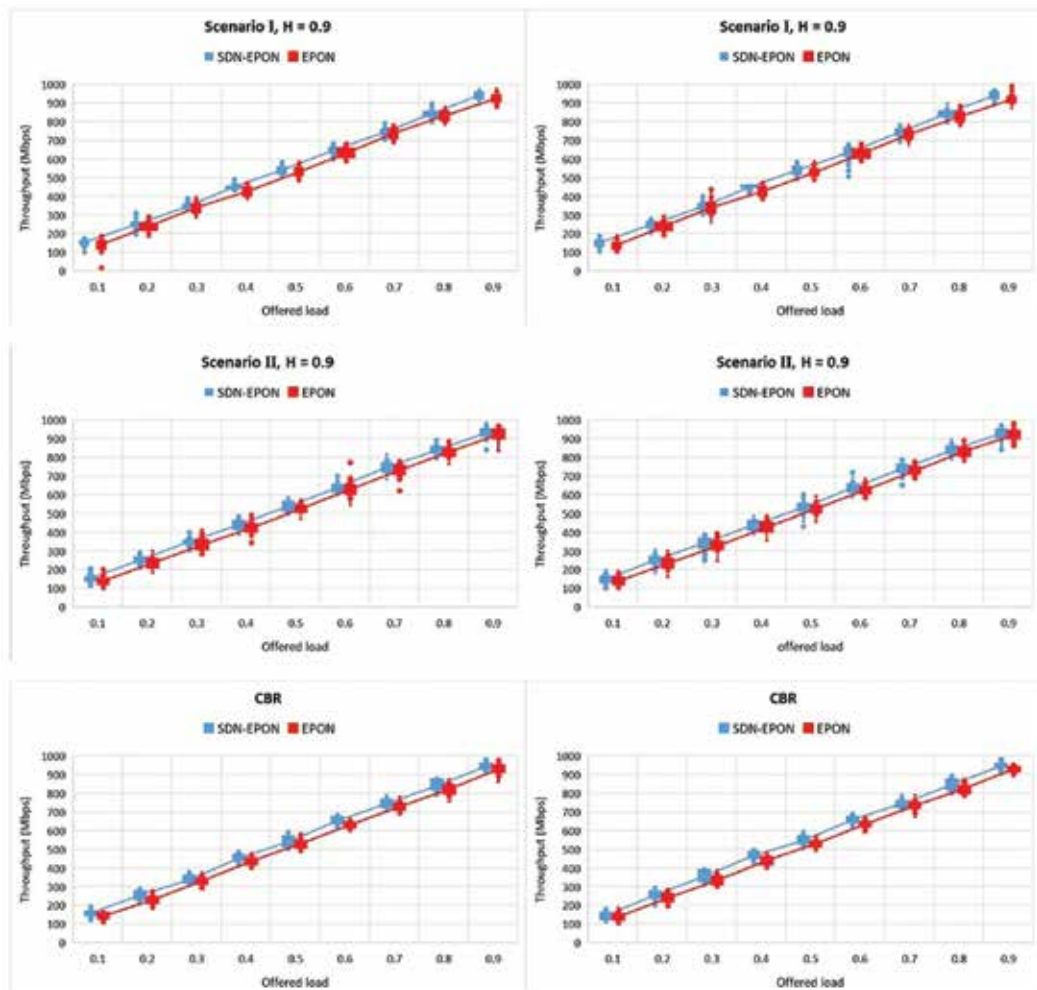 Scenario I, H = 0.9
SDN-EPON EPON
Throughput (Mbps)
1000
900
800
700
600
500
400
300
200
100
0
0.1 0.2 0.3 0.4 0.5 0.6 0.7 0.8 0.9
Offered load
Scenario I, H = 0.9
SDN-EPON EPON
Throughput (Mbps)
1000
900
800
700
600
500
400
300
200
100
0
0.1 0.2 0.3 0.4 0.5 0.6 0.7 0.8 0.9
Offered load
Scenario II, H = 0.9
SDN-EPON EPON
Throughput (Mbps)
1000
900
800
700
600
500
400
300
200
100
0
0.1 0.2 0.3 0.4 0.5 0.6 0.7 0.8 0.9
Offered load
Scenario II, H = 0.9
SDN-EPON EPON
Throughput (Mbps)
1000
900
800
700
600
500
400
300
200
100
0
0.1 0.2 0.3 0.4 0.5 0.6 0.7 0.8 0.9
offered load
CBR
SDN-EPON EPON
Throughput (Mbps)
1000
900
800
700
600
500
400
300
200
100
0
0.1 0.2 0.3 0.4 0.5 0.6 0.7 0.8 0.9
Offered load
CBR
SDN-EPON EPON
Throughput (Mbps)
1000
900
800
700
600
500
400
300
200
100
0
0.1 0.2 0.3 0.4 0.5 0.6 0.7 0.8 0.9
Offered load